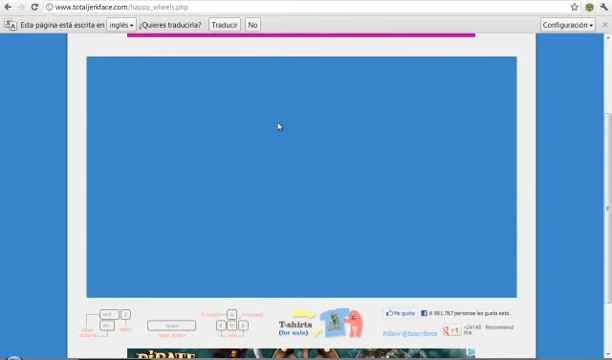 www.totaljerkface.com/happy_wheels.php
Esta página está escrita en inglés ¿Quieres traducirla? Traducir No Configuración
space
T-shirts
(for sale)
Me gusta
A 981.767 personas les gusta esto.
Follow
+1
Recommend this
PIRATE